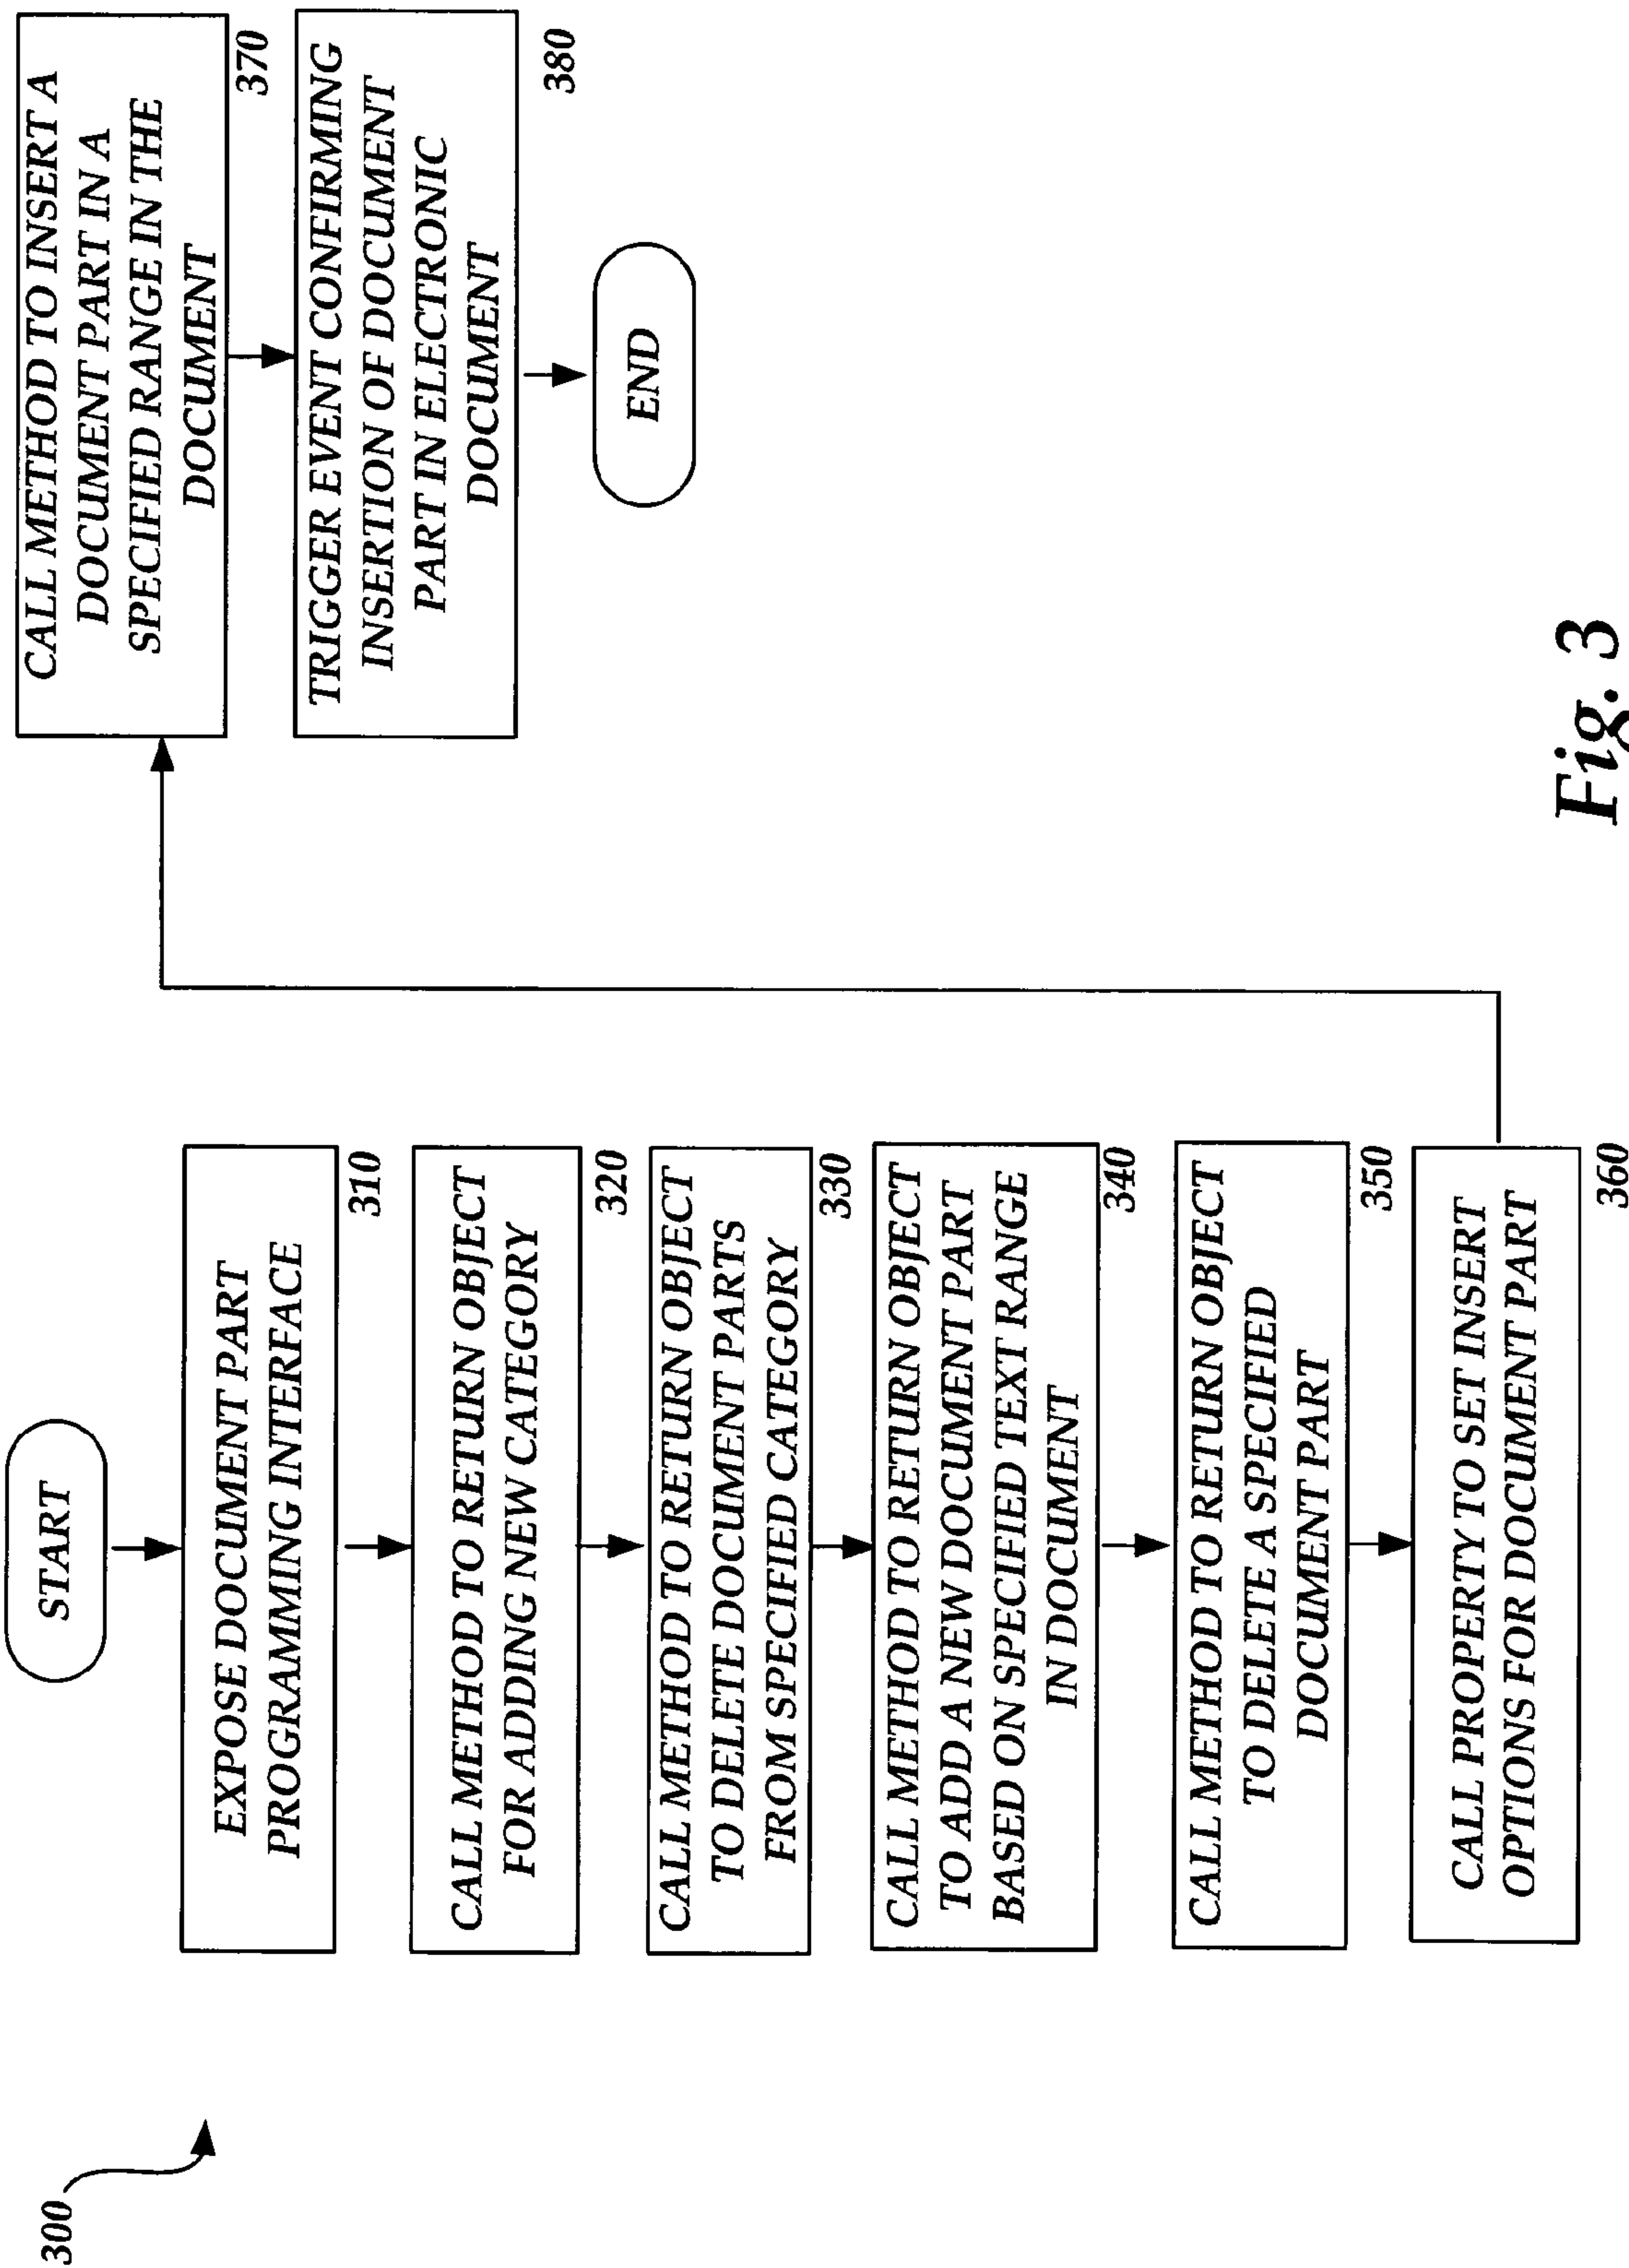 300
START
EXPOSE DOCUMENT PART
PROGRAMMING INTERFACE
310
CALL METHOD TO RETURN OBJECT
FOR ADDING NEW CATEGORY
320
CALL METHOD TO RETURN OBJECT
TO DELETE DOCUMENT PARTS
FROM SPECIFIED CATEGORY
330
CALL METHOD TO RETURN OBJECT
TO ADD A NEW DOCUMENT PART
BASED ON SPECIFIED TEXT RANGE
IN DOCUMENT
340
CALL METHOD TO RETURN OBJECT
TO DELETE A SPECIFIED
DOCUMENT PART
350
CALL PROPERTY TO SET INSERT
OPTIONS FOR DOCUMENT PART
360
CALL METHOD TO INSERT A
DOCUMENT PART IN A
SPECIFIED RANGE IN THE
DOCUMENT
370
TRIGGER EVENT CONFIRMING
INSERTION OF DOCUMENT
PART IN ELECTRONIC
DOCUMENT
380
END
Fig. 3